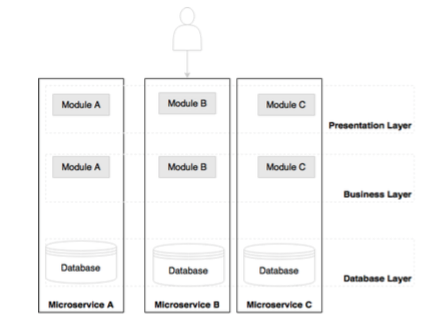 Module A
Module B
Module C
Presentation Layer
Module A
Module B
Module C
Business Layer
Database
Database
Database
Database Layer
Microservice A
Microservice B
Microservice C